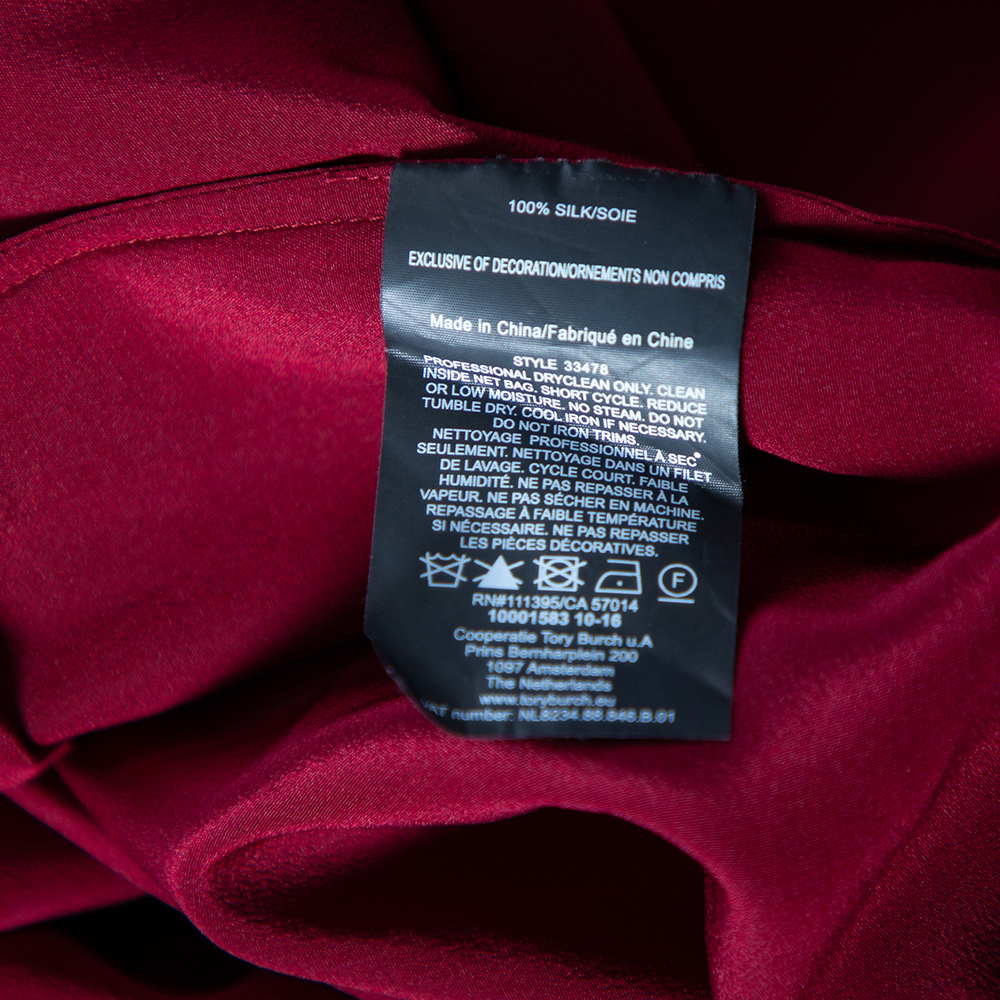 100% SILK/SOIE
EXCLUSIVE OF DECORATION/ORNEMENTS NON COMPRIS
Made in China/Fabriqué en Chine
STYLE 33478
PROFESSIONAL DRYCLEAN ONLY. CLEAN
INSIDE NET BAG. SHORT CYCLE. REDUCE
OR LOW MOISTURE. NO STEAM. DO NOT
TUMBLE DRY. COOL IRON IF NECESSARY.
DO NOT IRON TRIMS.
NETTOYAGE PROFESSIONNEL À SEC
SEULEMENT. NETTOYAGE DANS UN FILET
DE LAVAGE. CYCLE COURT. FAIBLE
HUMIDITÉ. NE PAS REPASSER À LA
VAPEUR. NE PAS SÉCHER EN MACHINE.
REPASSAGE À FAIBLE TEMPÉRATURE
SI NÉCESSAIRE. NE PAS REPASSER
LES PIÈCES DÉCORATIVES.
F
RN#111395/CA 57014
10001583 10-16
Cooperatie Tory Burch u.A
Prins Bernharplein 200
1097 Amsterdam
The Netherlands
www.toryburch.eu
number: